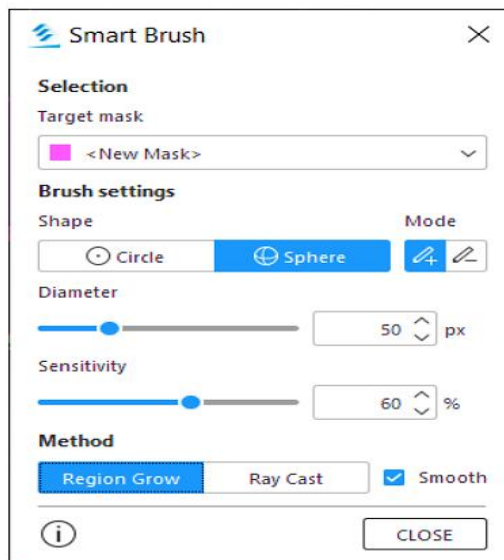 Smart Brush
Selection
Target mask
<New Mask>
Brush settings
Shape Mode
Circle Sphere
Diameter
50 px
Sensitivity
60 %
Method
Region Grow Ray Cast Smooth
CLOSE